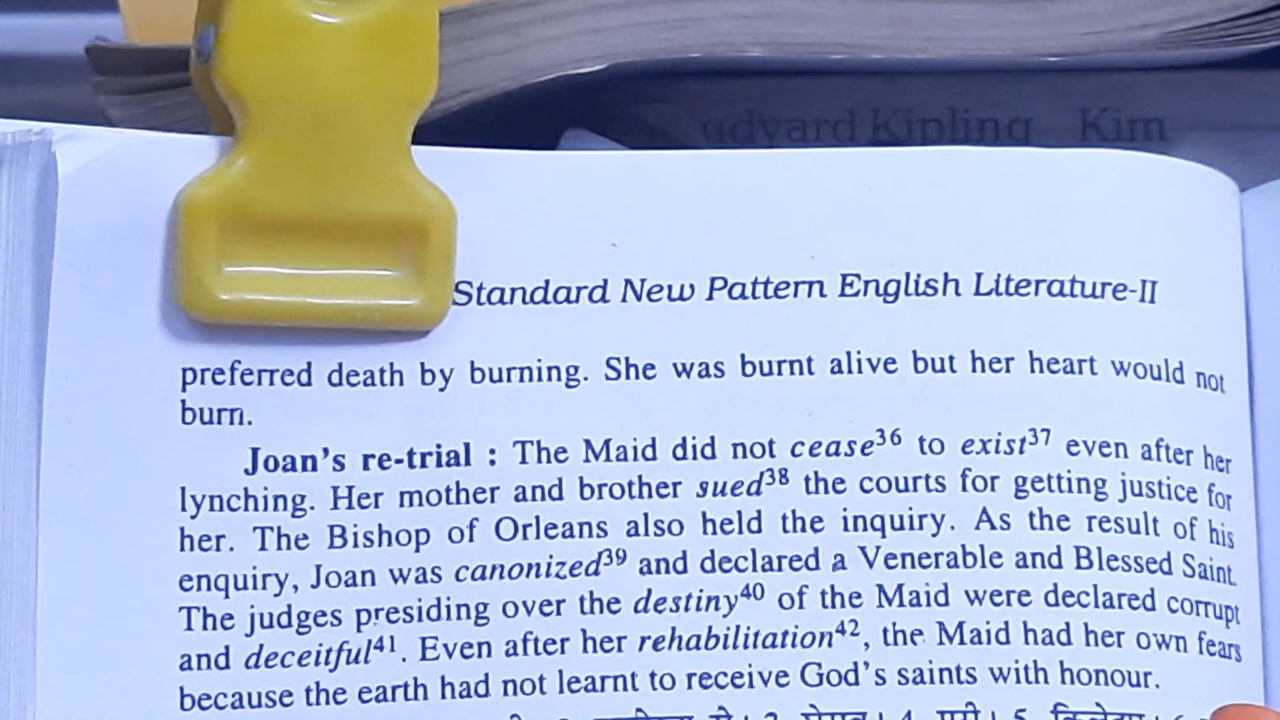 Kipling Kim
Standard New Pattern English Literature-II
preferred death by burning. She was burnt alive but her heart would not
burn.
Joan's re-trial : The Maid did not cease36 to exist37 even after her
lynching. Her mother and brother sued38 the courts for getting justice for
her. The Bishop of Orleans also held the inquiry. As the result of his
enquiry, Joan was canonized39 and declared a Venerable and Blessed Saint.
The judges presiding over the destiny40 of the Maid were declared corrupt
and deceitful41. Even after her rehabilitation42, the Maid had her own fears
because the earth had not learnt to receive God's saints with honour.